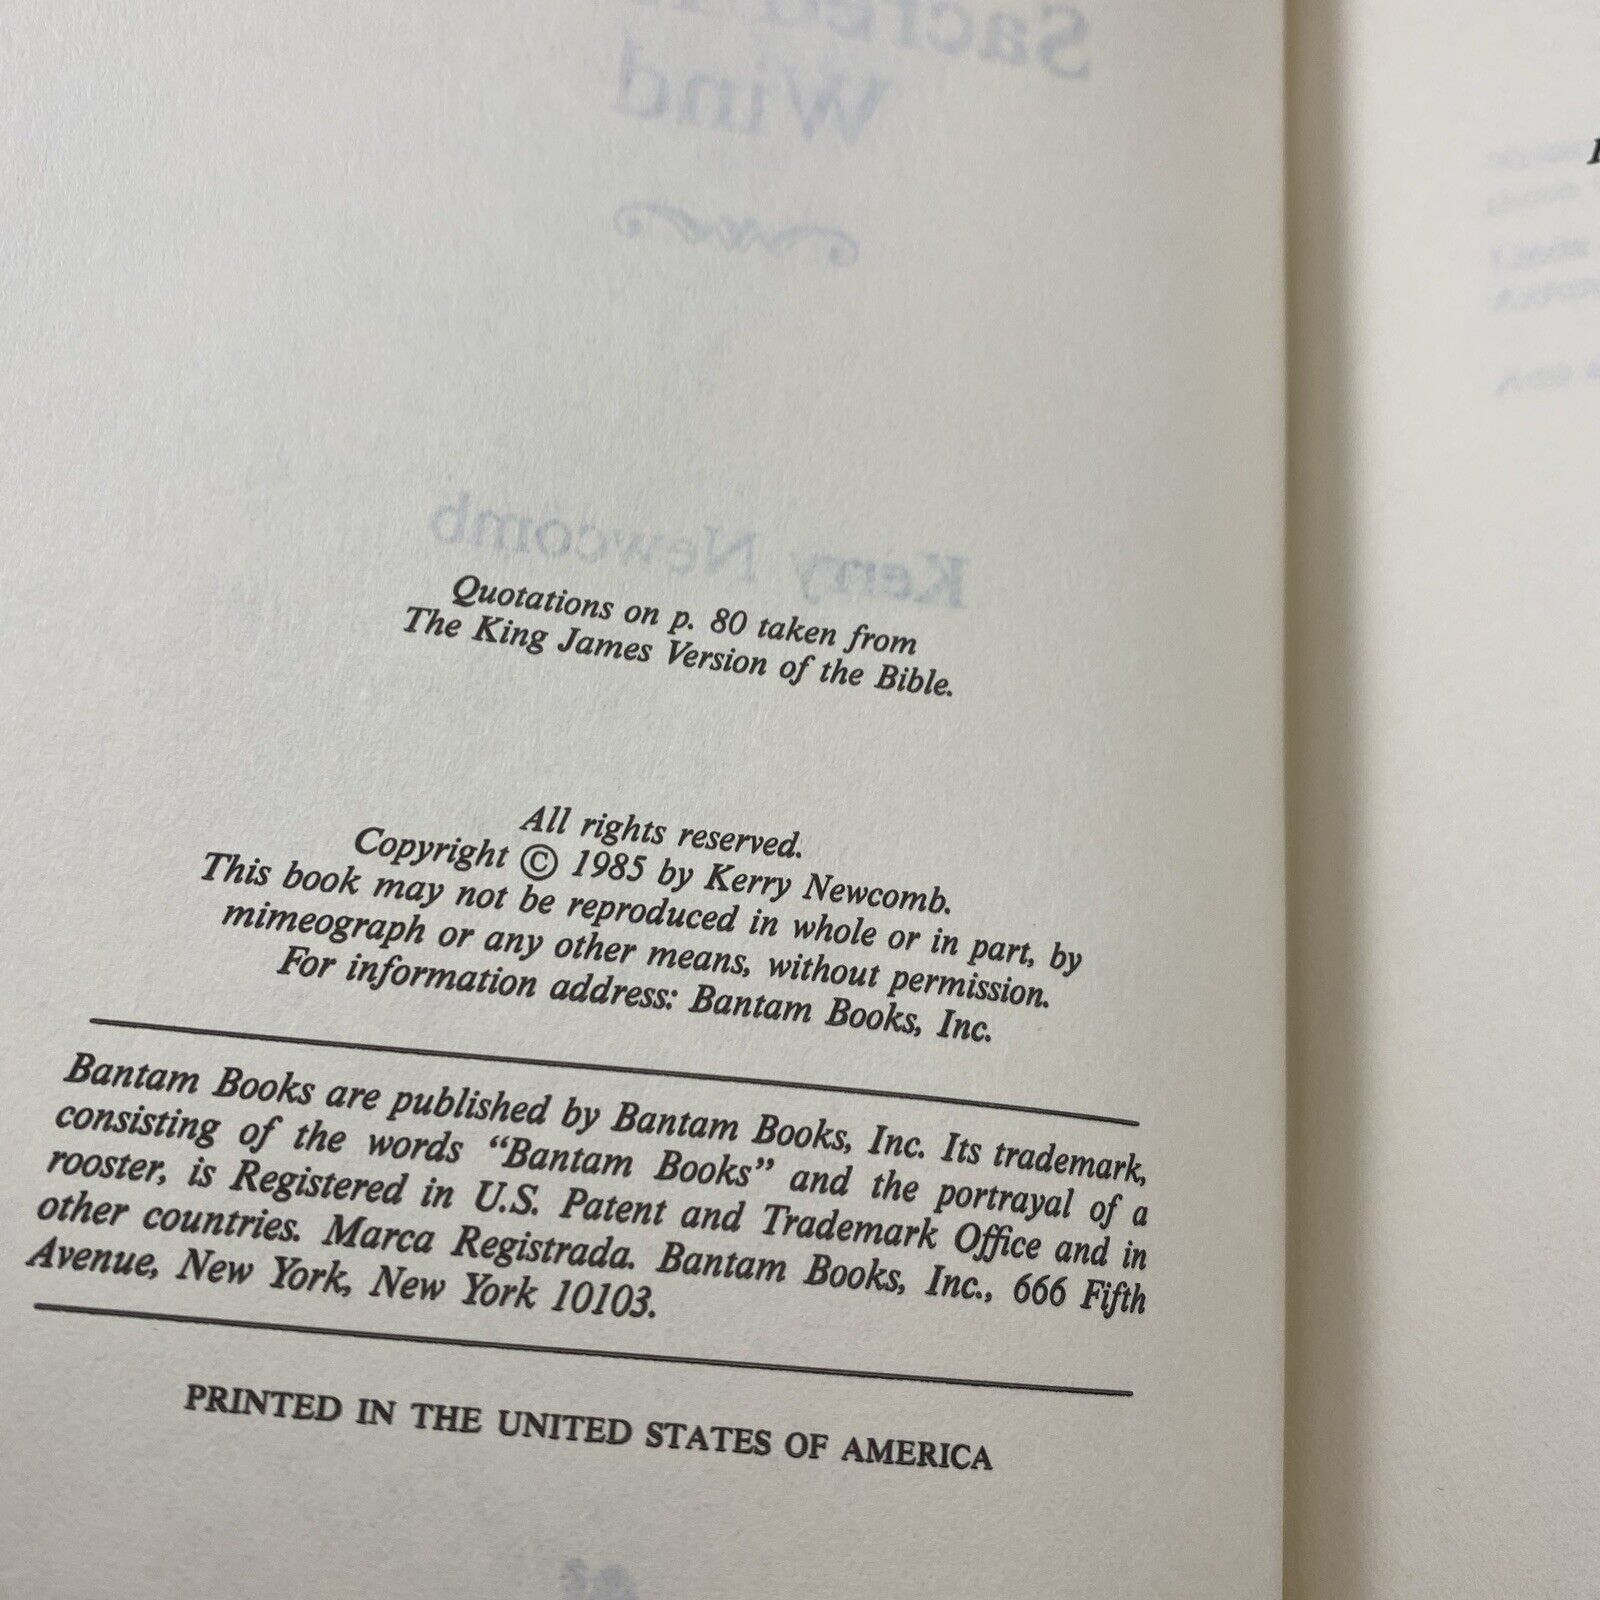 Sacred
Wind
Kerry Newcomb
Quotations on p. 80 taken from
The King James Version of the Bible.
All rights reserved.
Copyright © 1985 by Kerry Newcomb.
This book may not be reproduced in whole or in part, by
mimeograph or any other means, without permission.
For information address: Bantam Books, Inc.
Bantam Books are published by Bantam Books, Inc. Its trademark,
consisting of the words “Bantam Books” and the portrayal of a
rooster, is Registered in U.S. Patent and Trademark Office and in
other countries. Marca Registrada. Bantam Books, Inc., 666 Fifth
Avenue, New York, New York 10103.
PRINTED IN THE UNITED STATES OF AMERICA